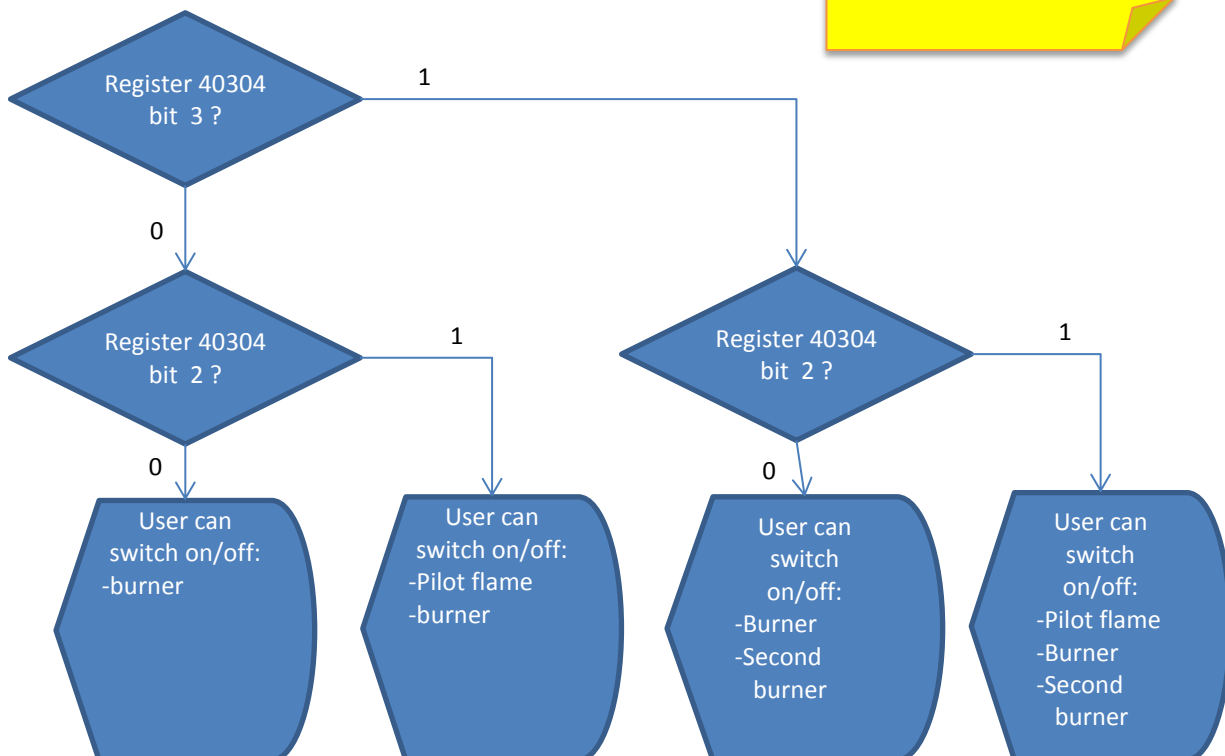 Register 40304
bit 3 ?
1
0
Register 40304
bit 2 ?
1
Register 40304
bit 2 ?
1
0
0
User can
switch on/off:
-burner
User can
switch on/off:
-Pilot flame
-burner
User can
switch
on/off:
-Burner
-Second
burner
User can
switch
on/off:
-Pilot flame
-Burner
-Second
burner